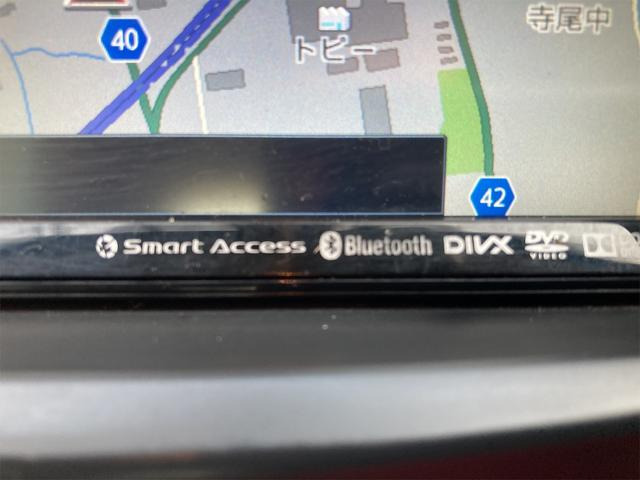 40
トピー
寺尾中
42
Smart Access Bluetooth DIVX DVD VIDEO